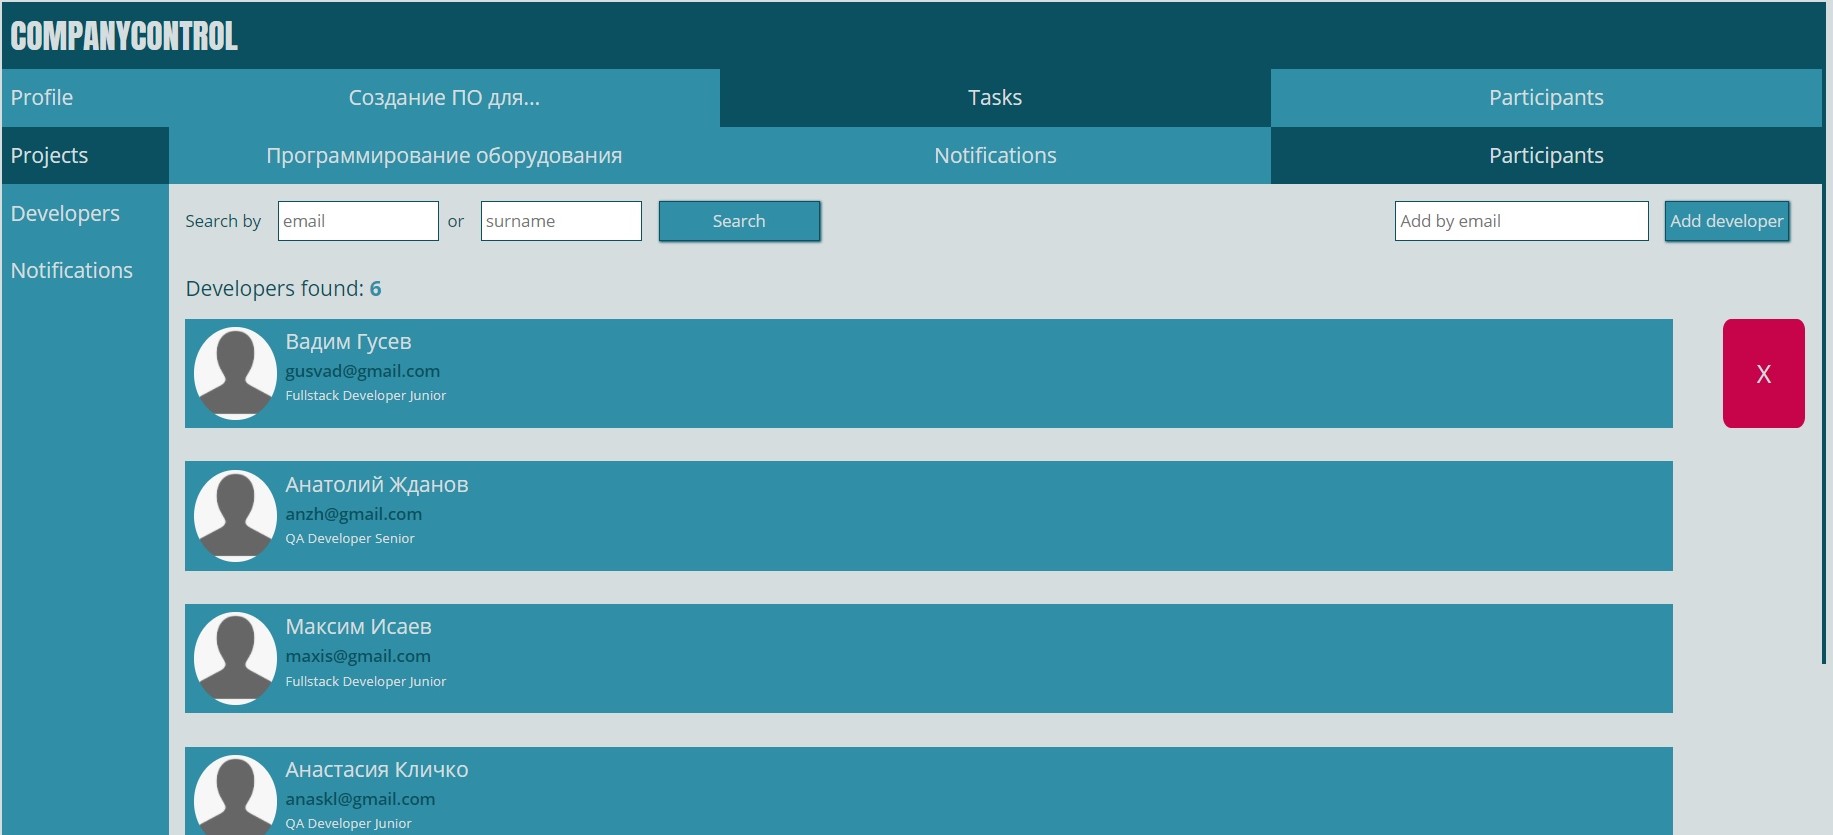 COMPANYCONTROL
Profile
Создание ПО для...
Tasks
Participants
Projects
Программирование оборудования
Notifications
Participants
Developers
Notifications
Search by
email
or
surname
Search
Add by email
Add developer
Developers found: 6
Вадим Гусев
gusvad@gmail.com
Fullstack Developer Junior
X
Анатолий Жданов
anzh@gmail.com
QA Developer Senior
Максим Исаев
maxis@gmail.com
Fullstack Developer Junior
Анастасия Кличко
anaskl@gmail.com
QA Developer Junior